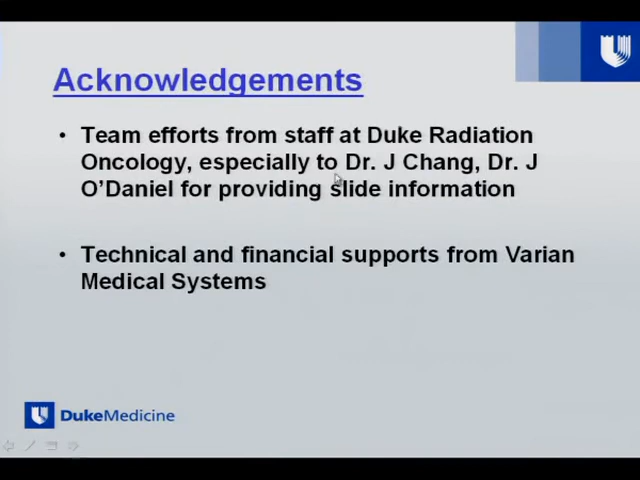 Acknowledgements
• Team efforts from staff at Duke Radiation
Oncology, especially to Dr. J Chang, Dr. J
O'Daniel for providing slide information
• Technical and financial supports from Varian
Medical Systems
DukeMedicine